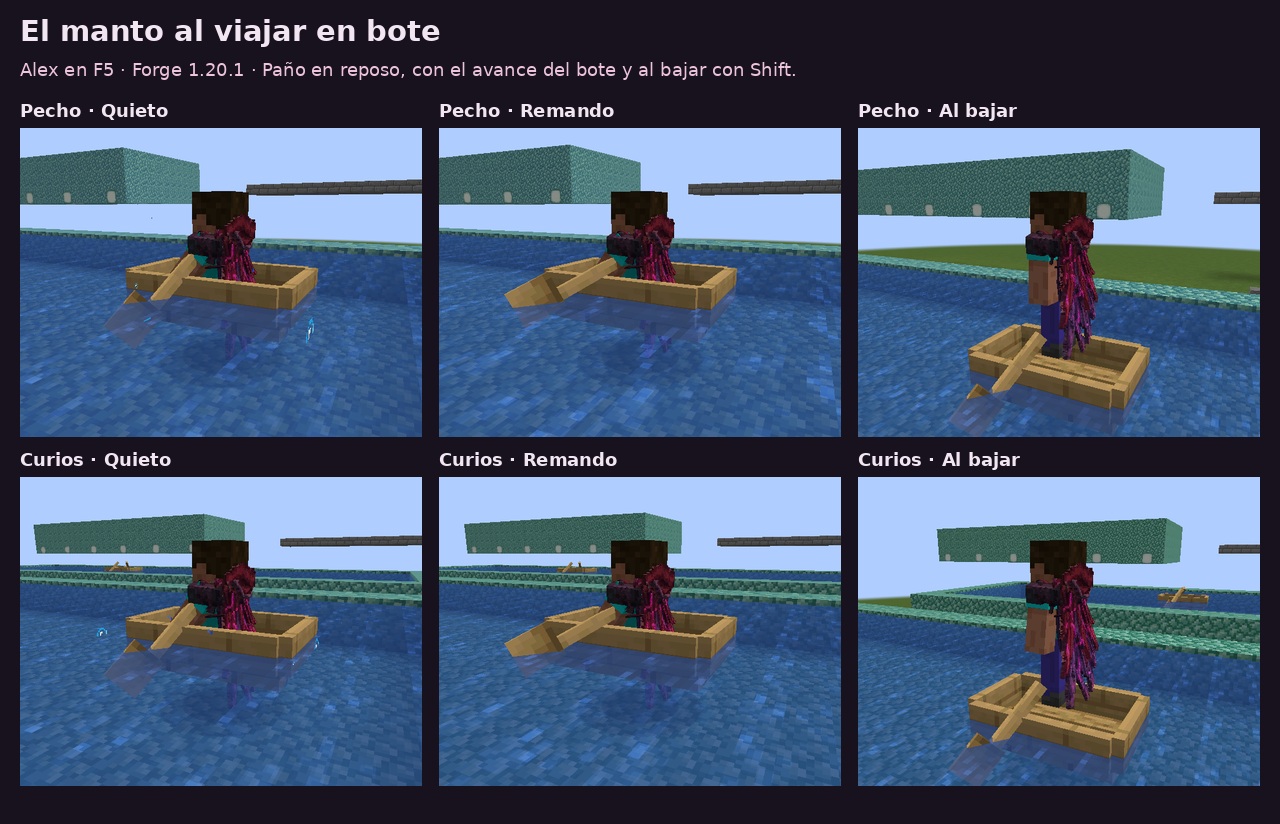 El manto al viajar en bote
Alex en F5 · Forge 1.20.1 · Paño en reposo, con el avance del bote y al bajar con Shift.
Pecho · Quieto
Pecho · Remando
Pecho · Al bajar
Curios · Quieto
Curios · Remando
Curios · Al bajar